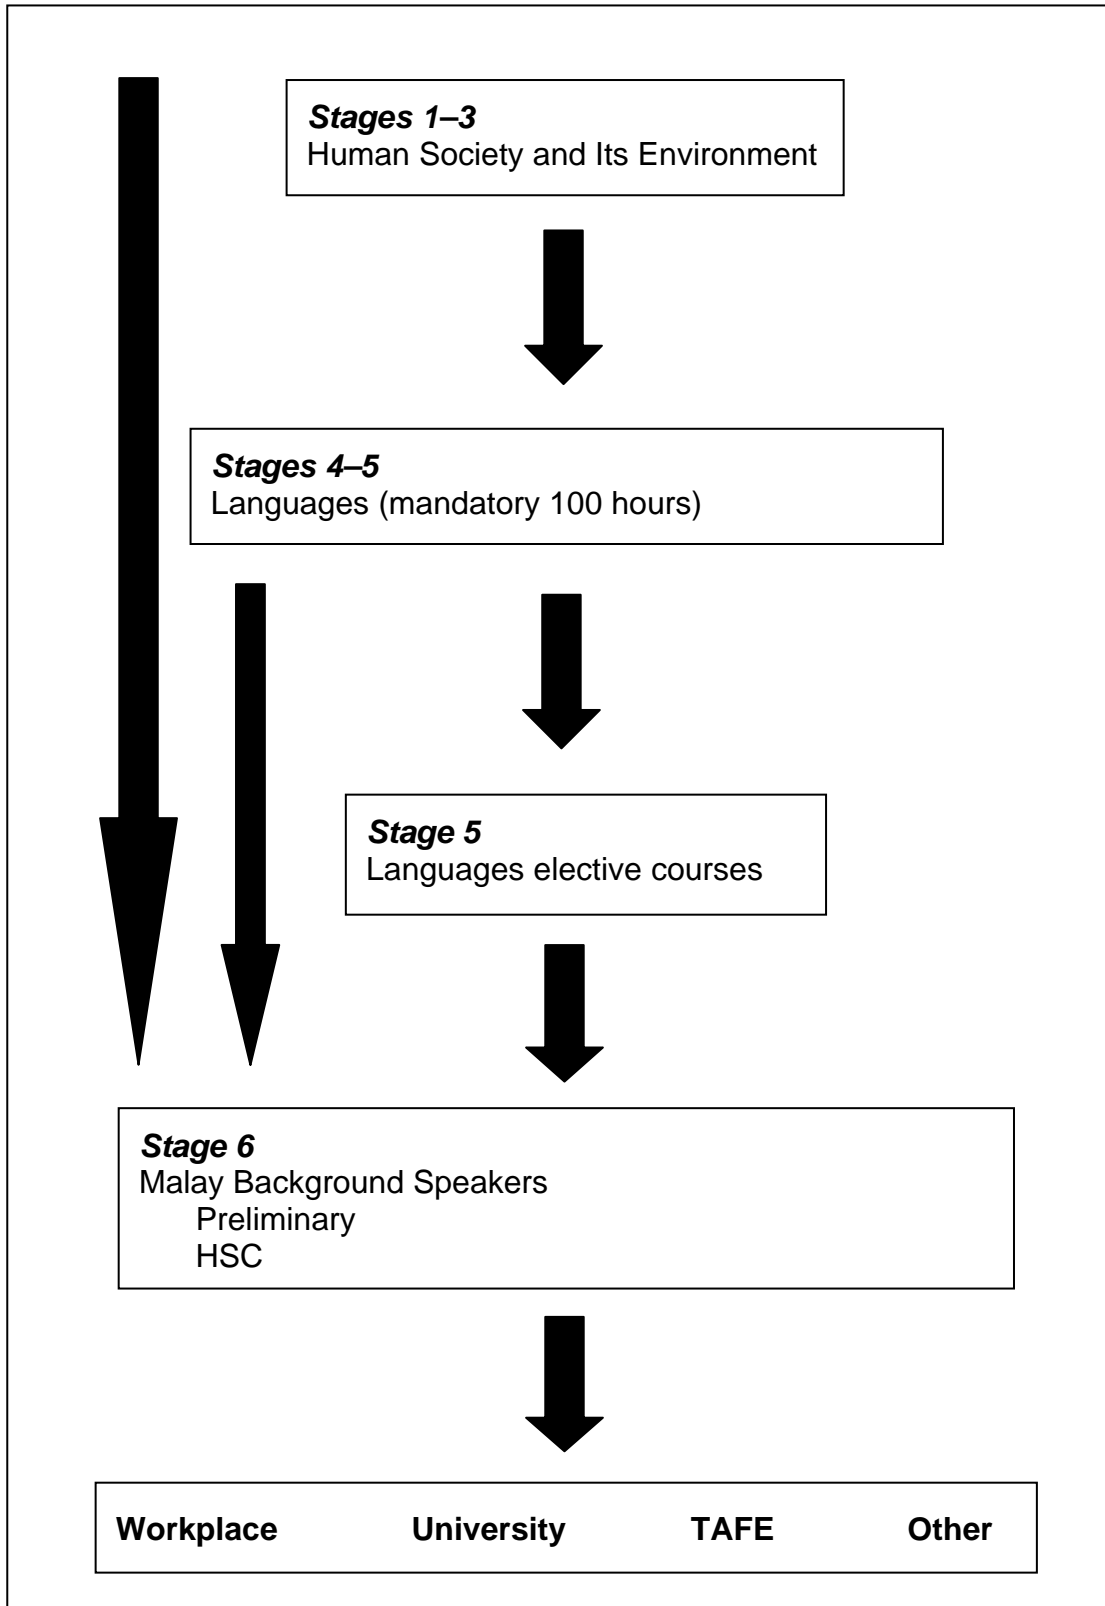 Stages 1–3
Human Society and Its Environment
Stages 4–5
Languages (mandatory 100 hours)
Stage 5
Languages elective courses
Stage 6
Malay Background Speakers
Preliminary
HSC
Workplace University TAFE Other